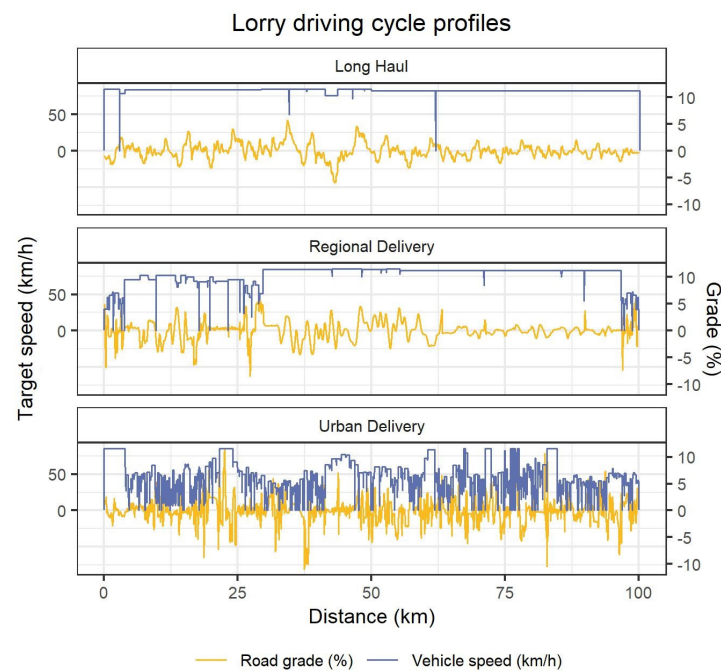 Lorry driving cycle profiles
Long Haul
50
0
10
5
0
-5
-10
Regional Delivery
50
0
10
5
0
-5
-10
Urban Delivery
50
0
10
5
0
-5
-10
Target speed (km/h)
Grade (%)
0 25 50 75 100
Distance (km)
Road grade (%) Vehicle speed (km/h)